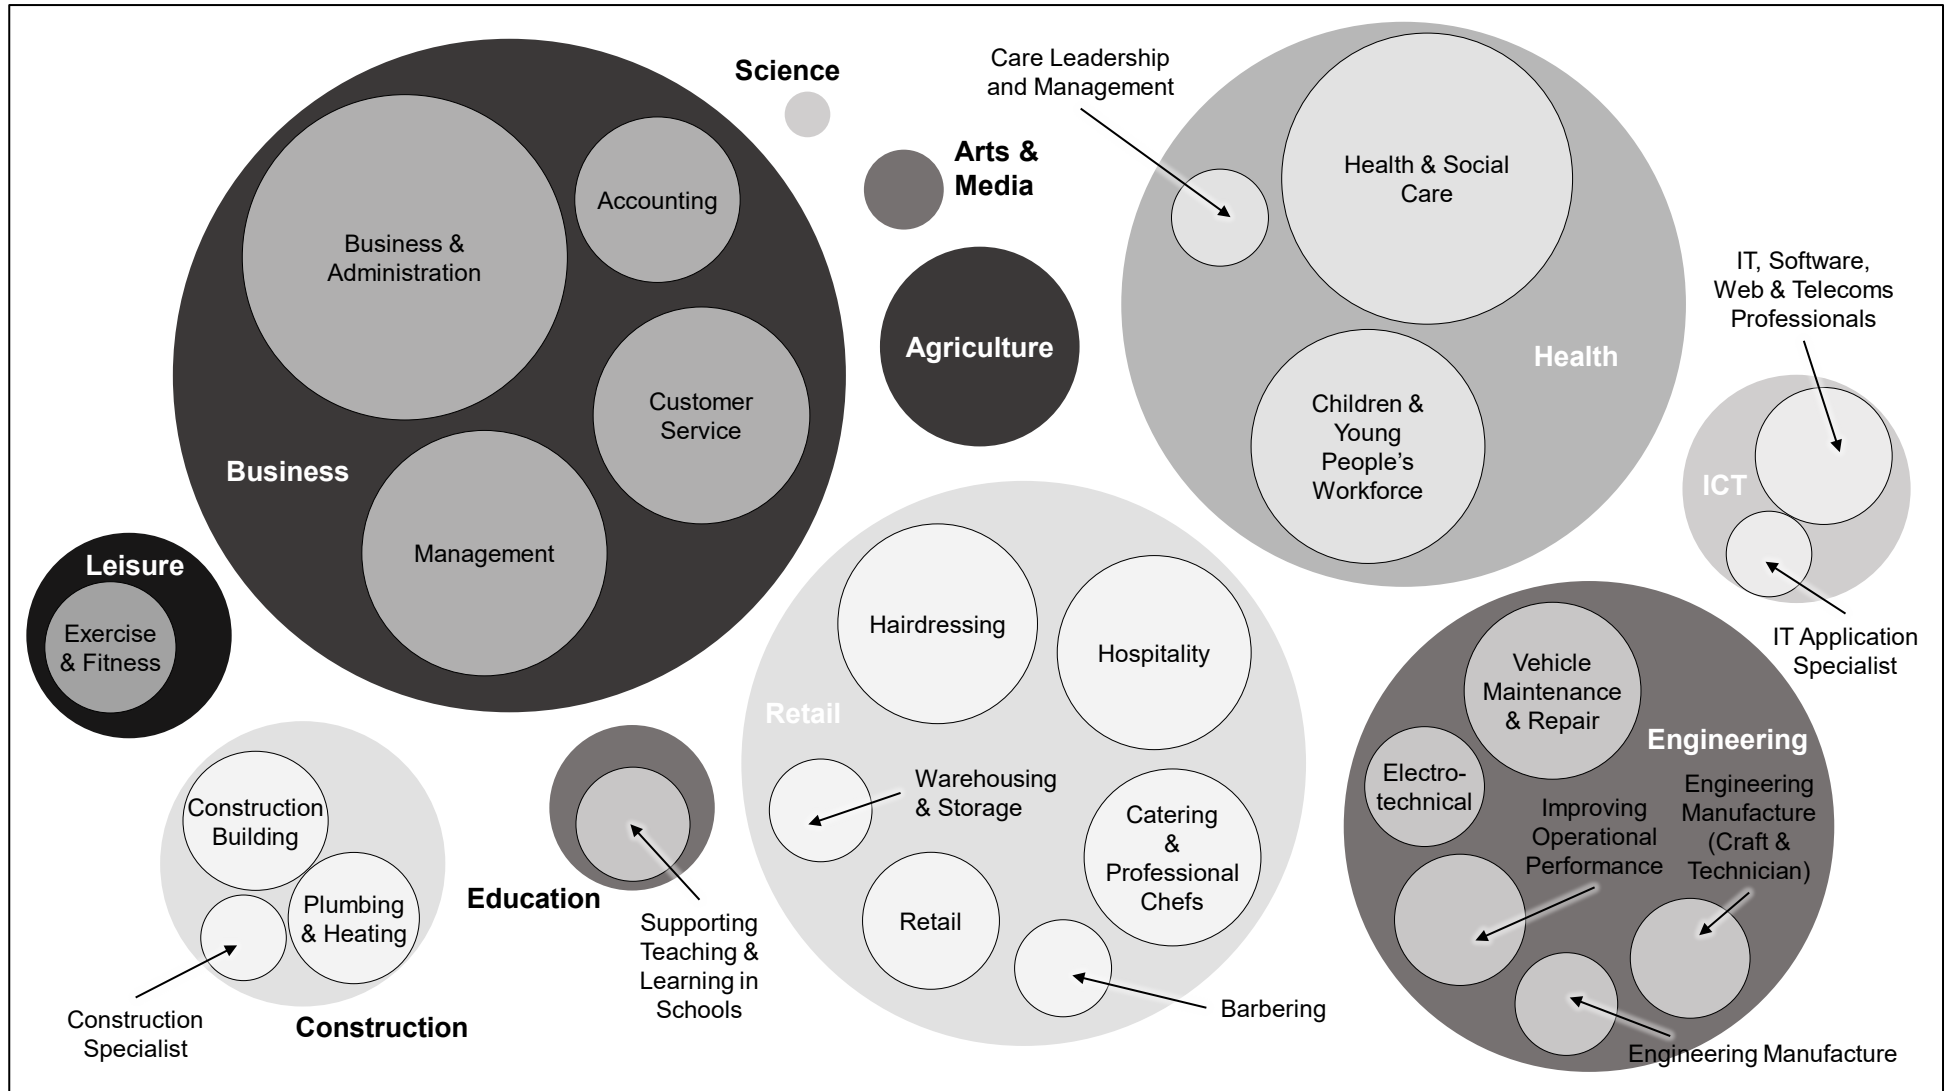 Science
Care Leadership
and Management
Arts &
Media
Health & Social
Care
Accounting
Business &
Administration
IT, Software,
Web & Telecoms
Professionals
Agriculture
Health
Customer
Service
Children &
Young
People’s
Workforce
Business
ICT
Management
Leisure
Exercise
& Fitness
Hairdressing
Hospitality
IT Application
Specialist
Vehicle
Maintenance
& Repair
Retail
Engineering
Electro-
technical
Engineering
Manufacture
(Craft &
Technician)
Improving
Operational
Performance
Warehousing
& Storage
Catering
&
Professional
Chefs
Construction
Building
Plumbing
& Heating
Education
Supporting
Teaching &
Learning in
Schools
Retail
Barbering
Construction
Specialist
Construction
Engineering Manufacture